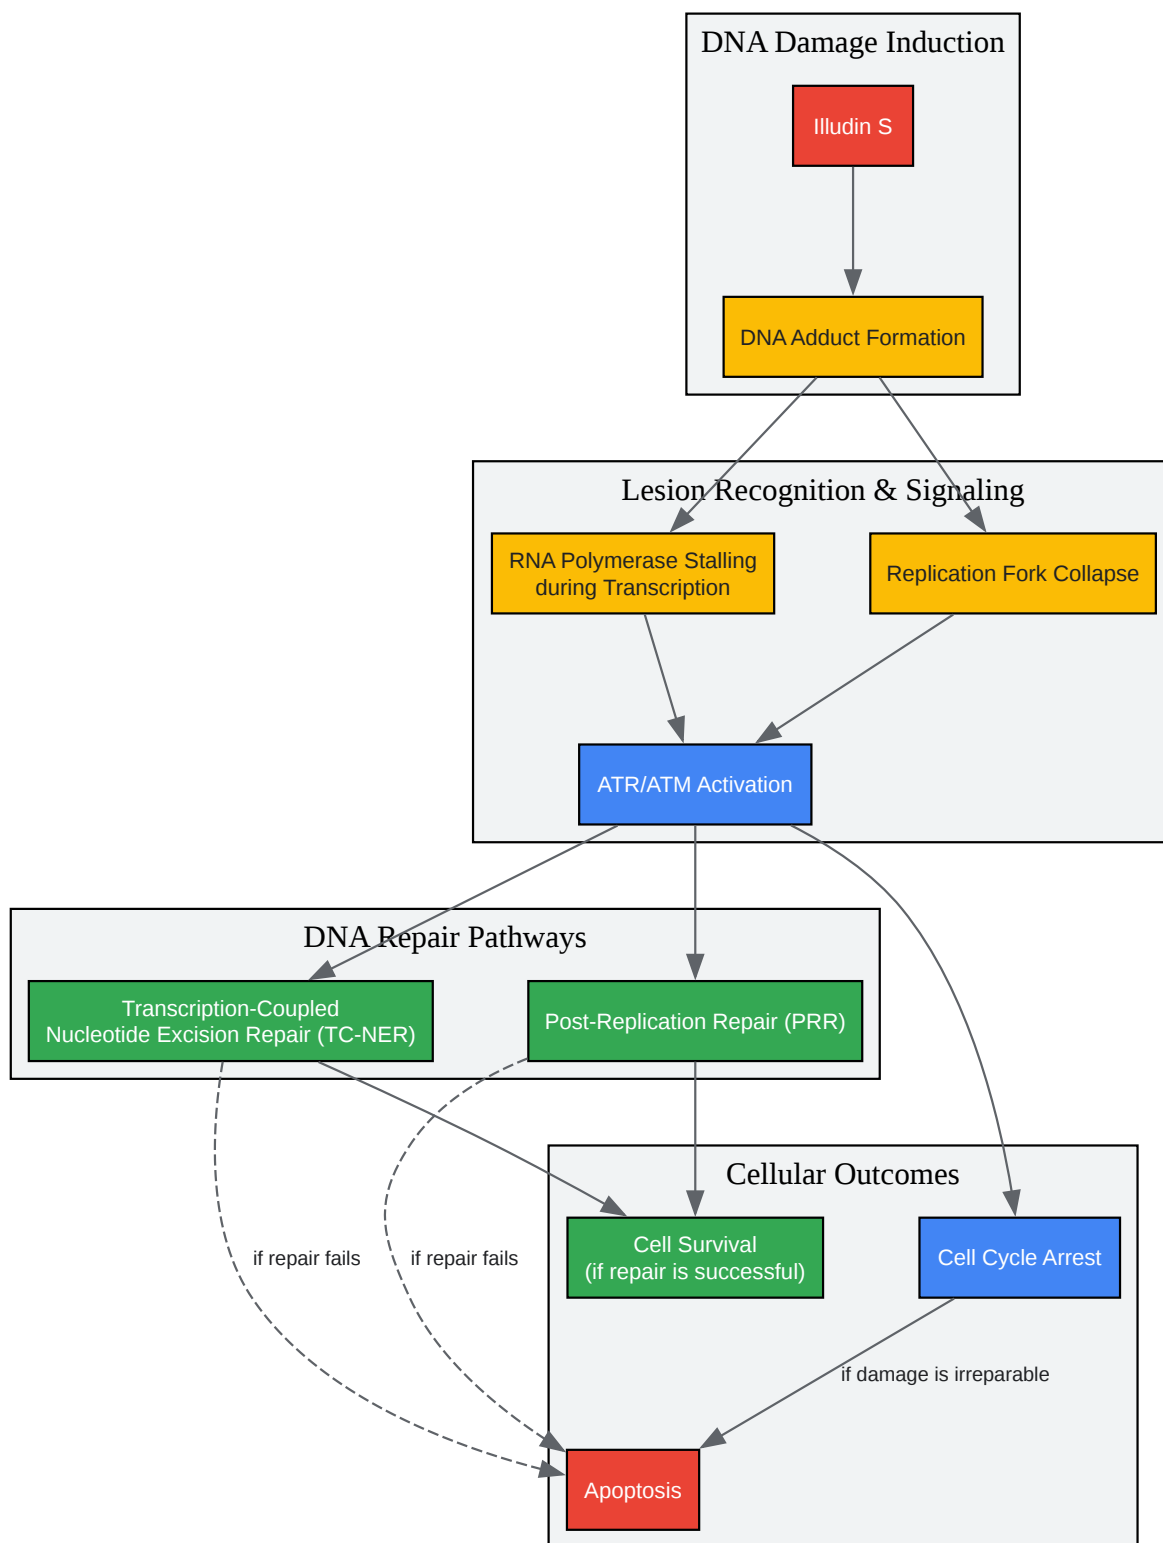 DNA Damage Induction
Illudin S
DNA Adduct Formation
Lesion Recognition & Signaling
RNA Polymerase Stalling
during Transcription
Replication Fork Collapse
ATR/ATM Activation
DNA Repair Pathways
Transcription-Coupled
Nucleotide Excision Repair (TC-NER)
Post-Replication Repair (PRR)
Cellular Outcomes
Cell Survival
(if repair is successful)
Cell Cycle Arrest
if repair fails
if repair fails
if damage is irreparable
Apoptosis